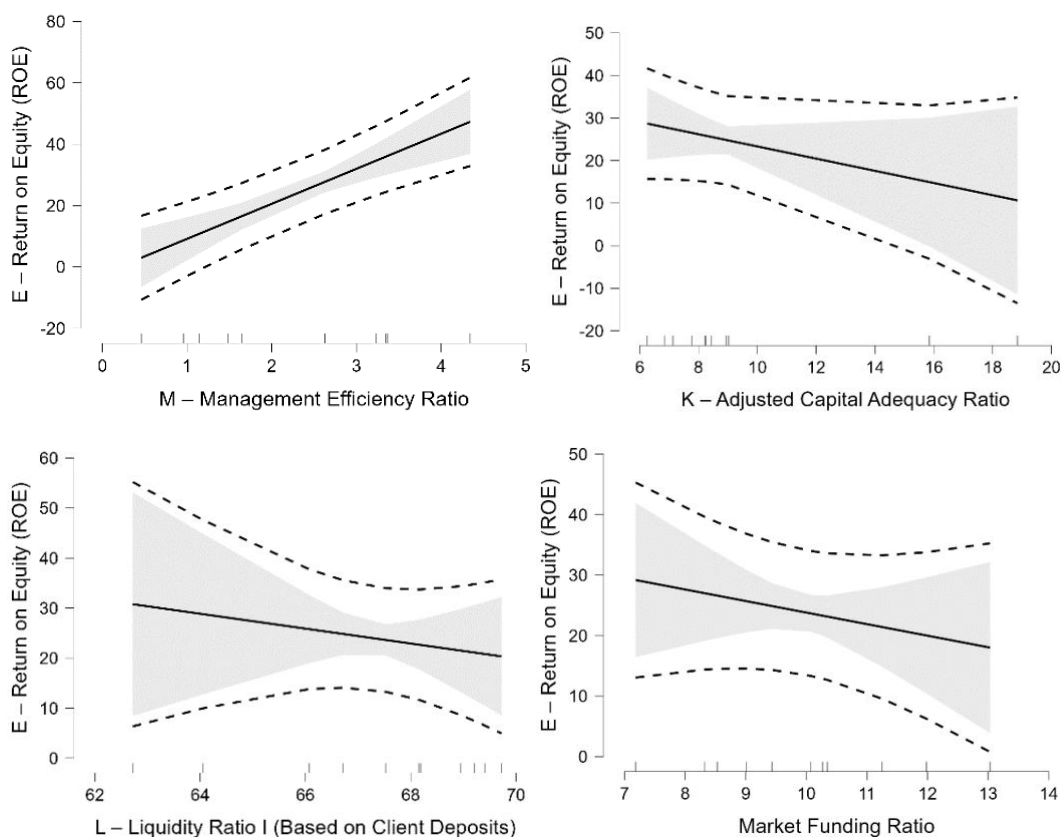 E – Return on Equity (ROE)
80
60
40
20
0
-20
0 1 2 3 4 5
M – Management Efficiency Ratio
E – Return on Equity (ROE)
50
40
30
20
10
0
-10
-20
6 8 10 12 14 16 18 20
K – Adjusted Capital Adequacy Ratio
E – Return on Equity (ROE)
60
50
40
30
20
10
0
62 64 66 68 70
L – Liquidity Ratio I (Based on Client Deposits)
E – Return on Equity (ROE)
50
40
30
20
10
0
7 8 9 10 11 12 13 14
Market Funding Ratio